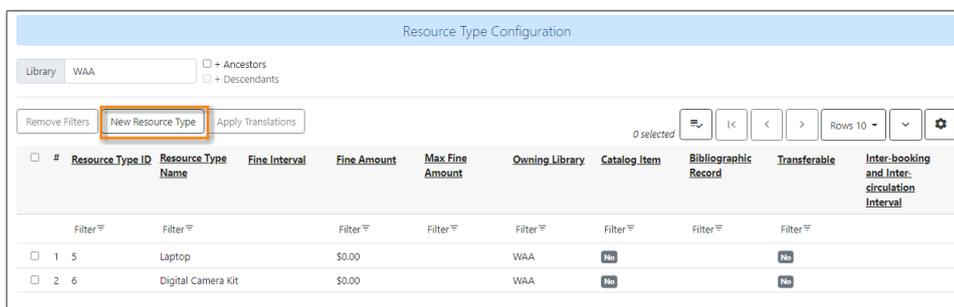 Resource Type Configuration
Library WAA + Ancestors
+ Descendants
Remove Filters New Resource Type Apply Translations 0 selected Rows 10
# Resource Type ID Resource Type Name Fine Interval Fine Amount Max Fine Amount Owning Library Catalog Item Bibliographic Record Transferable Inter-booking and Inter-circulation Interval
Filter Filter Filter Filter Filter Filter Filter Filter
1 5 Laptop $0.00 WAA No No
2 6 Digital Camera Kit $0.00 WAA No No